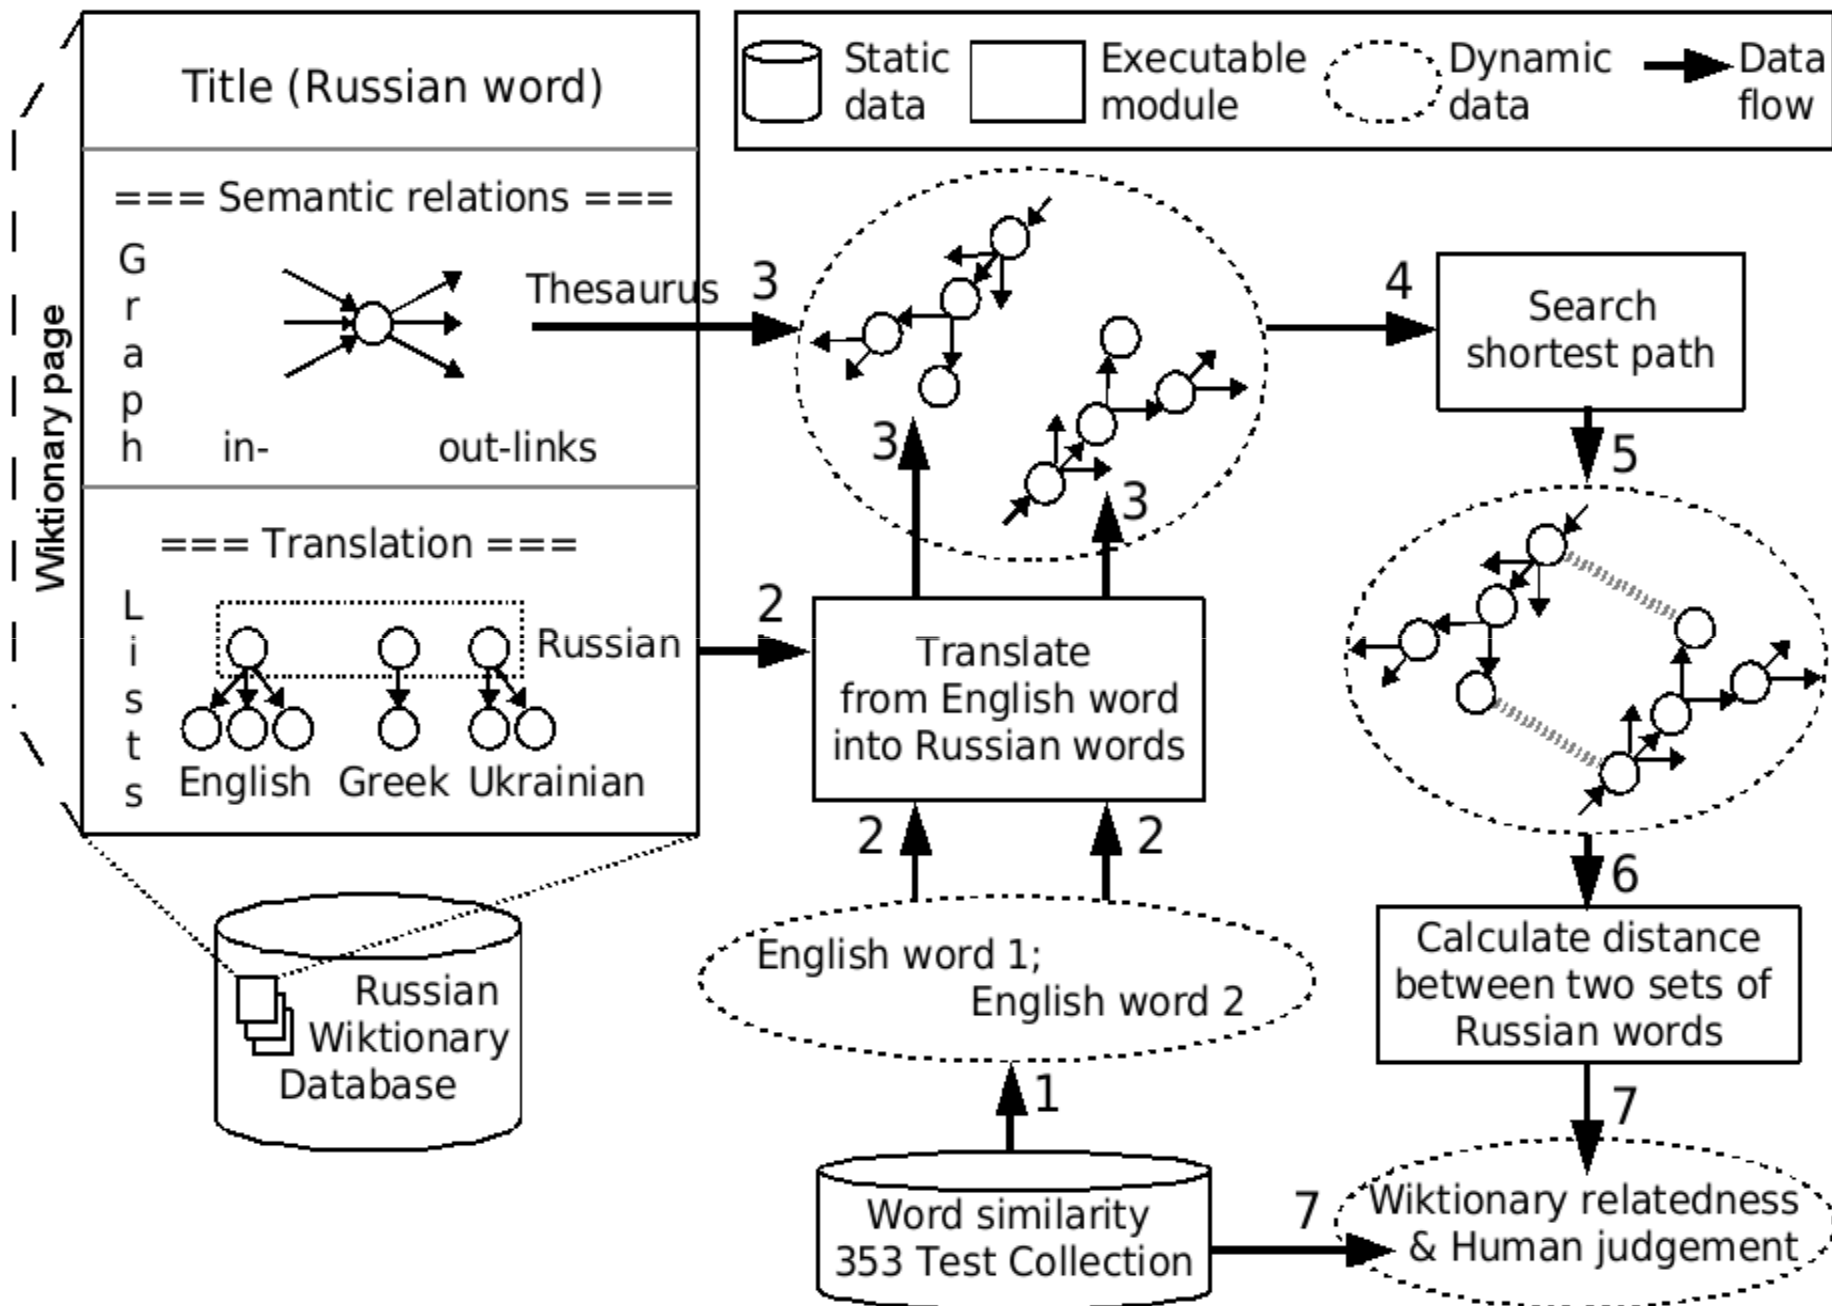 Title (Russian word)
=== Semantic relations ===
Graph
in-
out-links
Thesaurus
=== Translation ===
Lists
Russian
English Greek Ukrainian
Wiktionary page
Russian
Wiktionary
Database
Static
data
Executable
module
Dynamic
data
Data
flow
3
3
3
4
Search
shortest path
5
2
Translate
from English word
into Russian words
2
2
English word 1;
English word 2
1
Word similarity
353 Test Collection
6
Calculate distance
between two sets of
Russian words
7
7
Wiktionary relatedness
& Human judgement